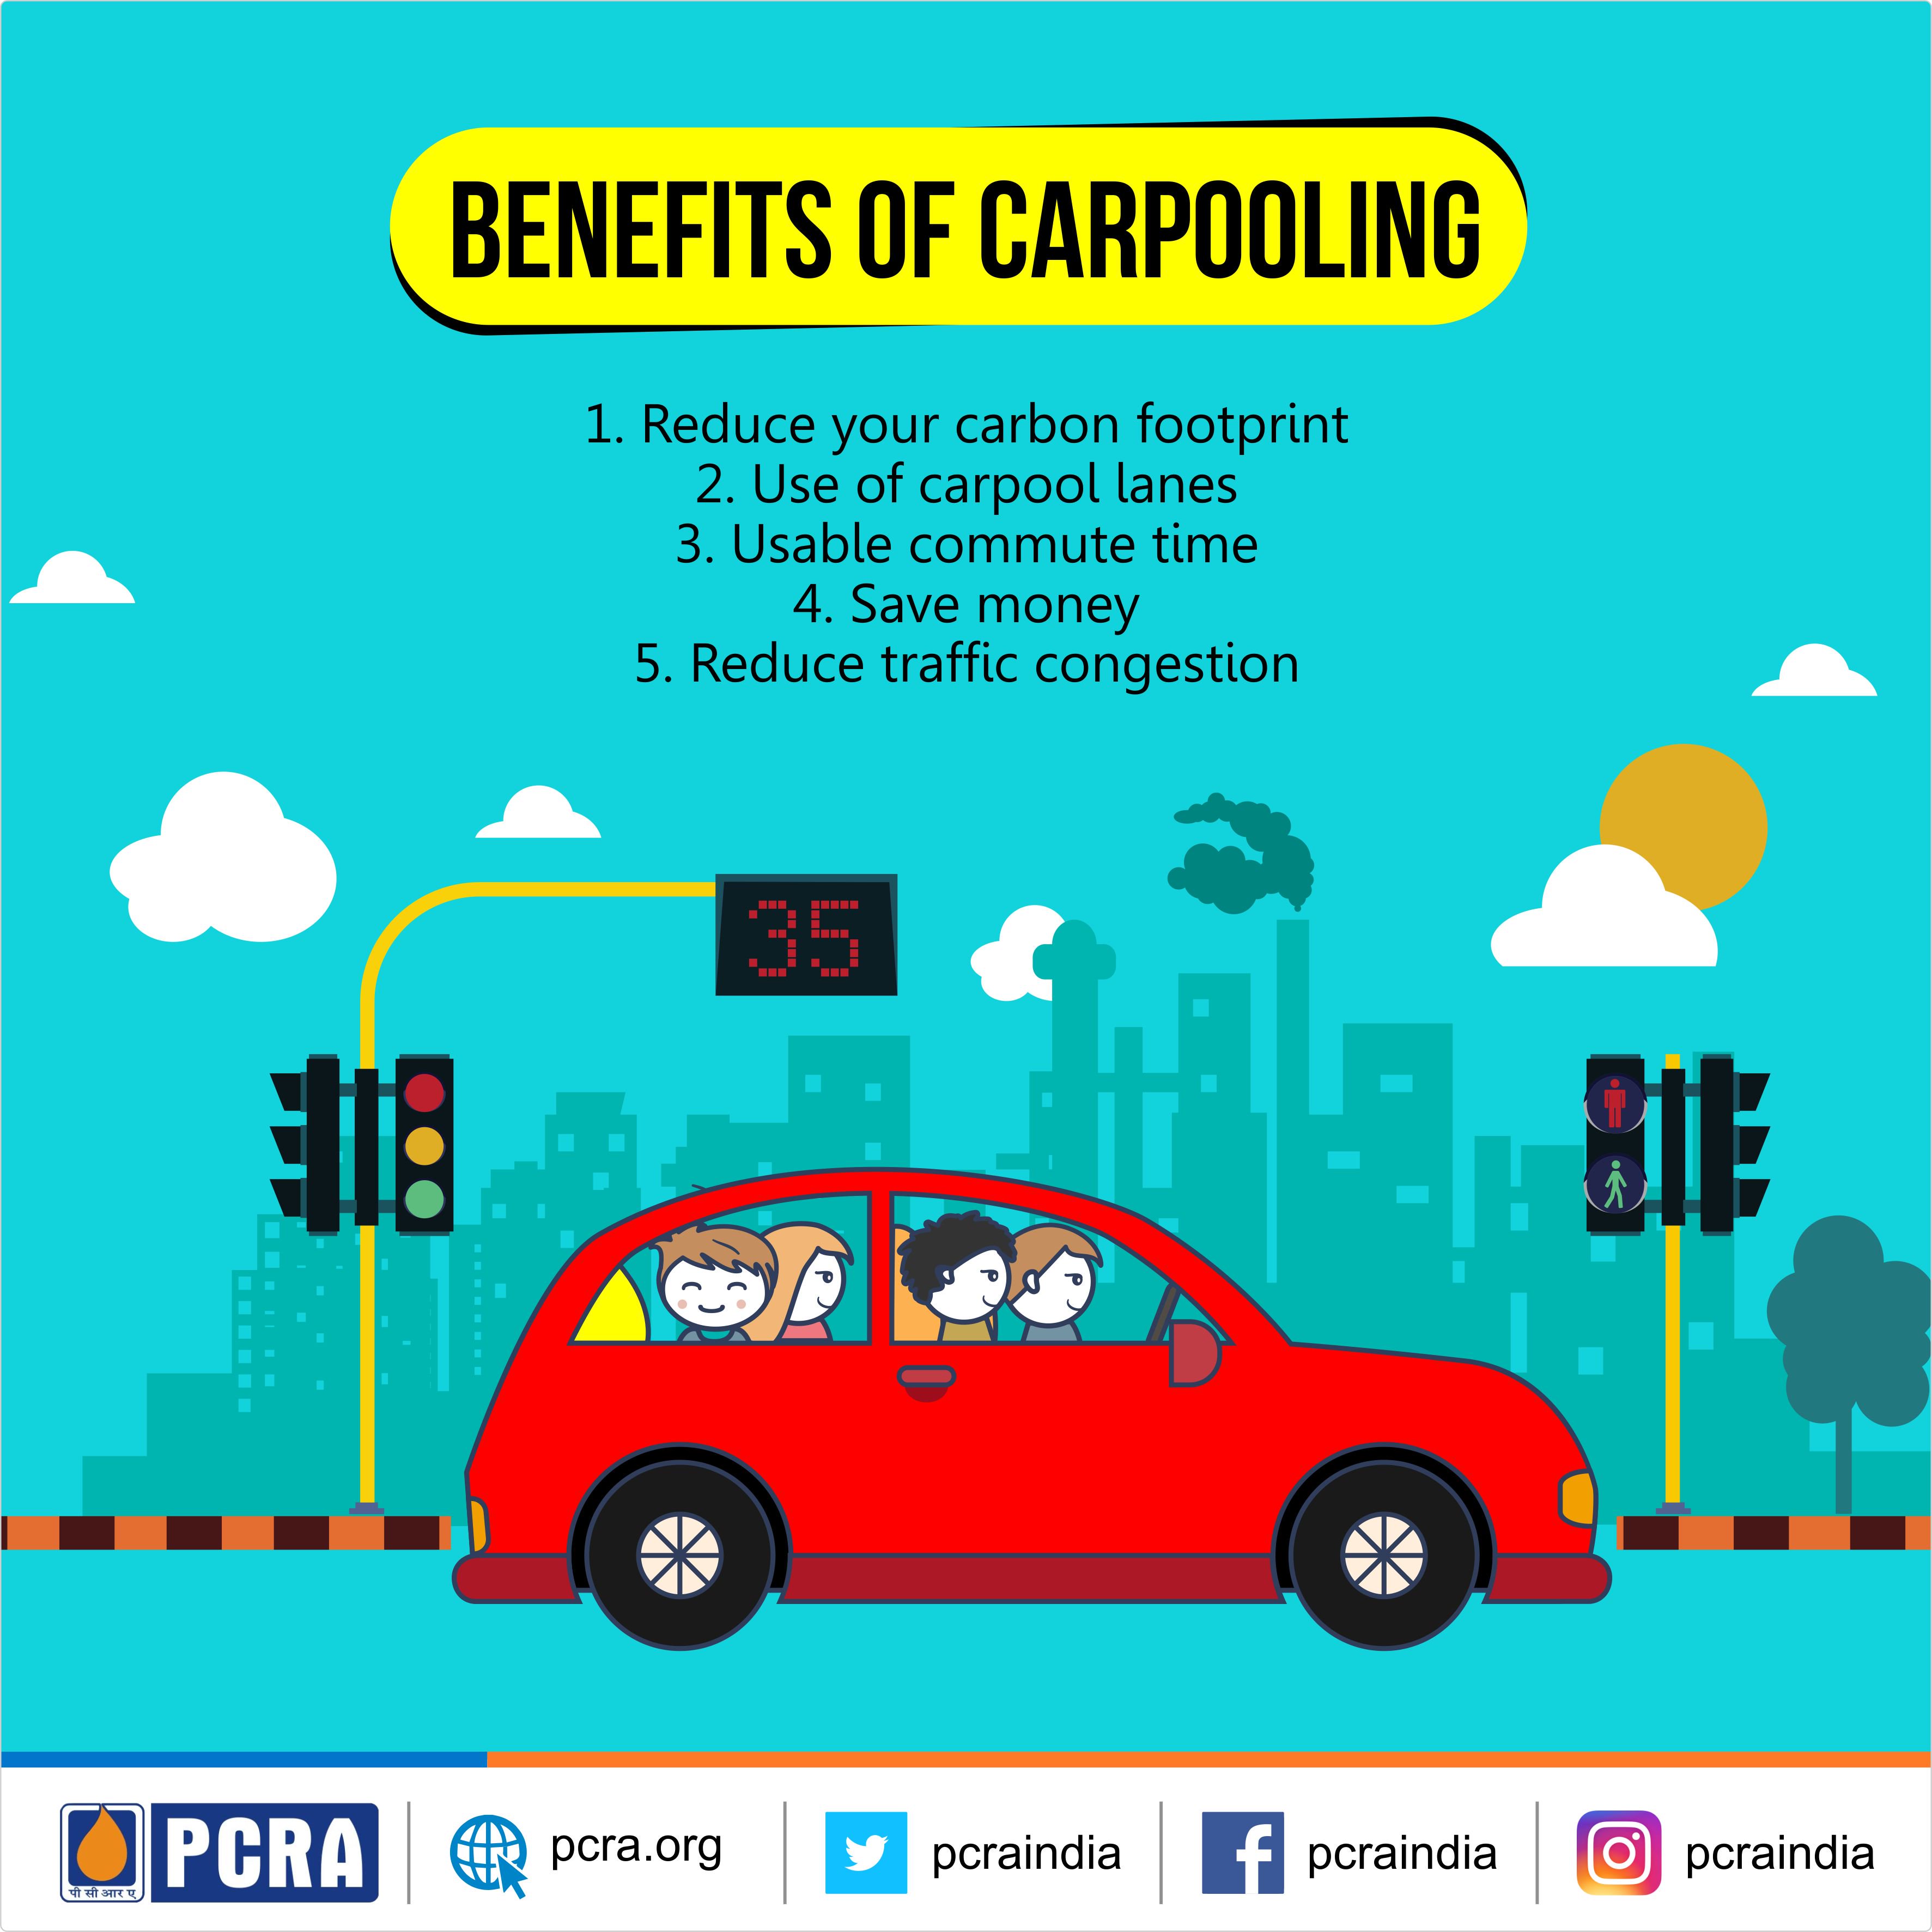 BENEFITS OF CARPOOLING
1. Reduce your carbon footprint
2. Use of carpool lanes
3. Usable commute time
4. Save money
5. Reduce traffic congestion
35
PCRA
पी सी आर ए
pcra.org
pcraindia
pcraindia
pcraindia